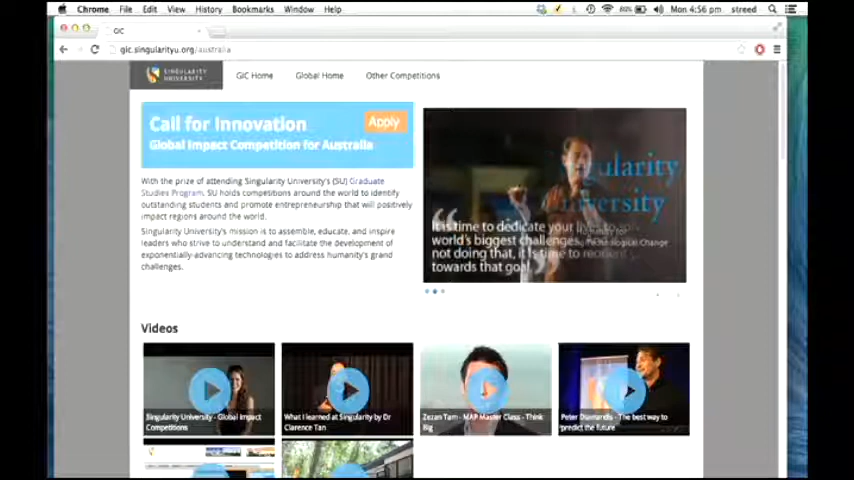 Chrome File Edit View History Bookmarks Window Help
Mon 4:56 pm streed
GIC
gic.singularityu.org/australia
SINGULARITY
UNIVERSITY
GIC Home Global Home Other Competitions
Call for Innovation
Apply
Global Impact Competition for Australia
With the prize of attending Singularity University's (SU) Graduate
Studies Program, SU holds competitions around the world to identify
outstanding students and promote entrepreneurship that will positively
impact regions around the world.
Singularity University's mission is to assemble, educate, and inspire
leaders who strive to understand and facilitate the development of
exponentially-advancing technologies to address humanity's grand
challenges.
gularity
iversity
It is time to dedicate your
world's biggest challenges
Technological Change
not doing that, it is time to
towards that goal
Videos
Singularity University - Global Impact
Competitions
What I learned at Singularity by Dr
Clarence Tan
Zezan Tam - MAP Master Class - Think
Big
Peter Diamandis - The best way to
predict the future